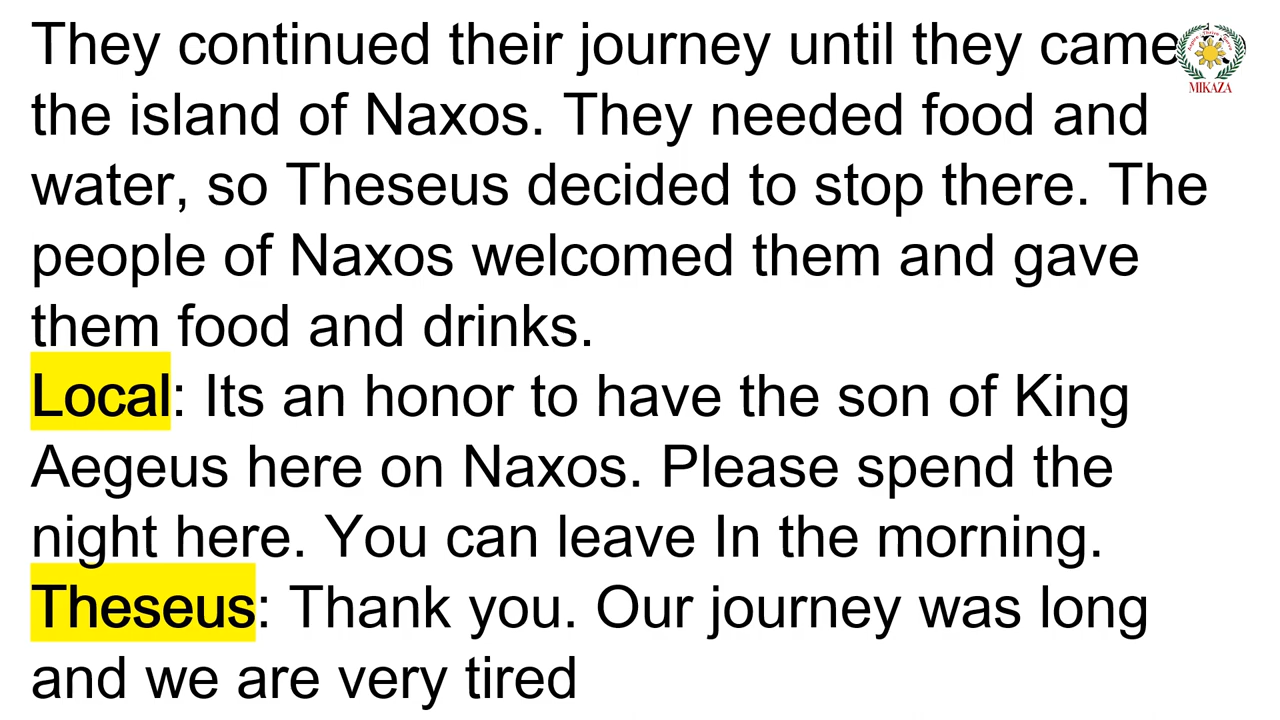 They continued their journey until they came
the island of Naxos. They needed food and
water, so Theseus decided to stop there. The
people of Naxos welcomed them and gave
them food and drinks.
Local: Its an honor to have the son of King
Aegeus here on Naxos. Please spend the
night here. You can leave In the morning.
Theseus: Thank you. Our journey was long
and we are very tired
MIKAZA